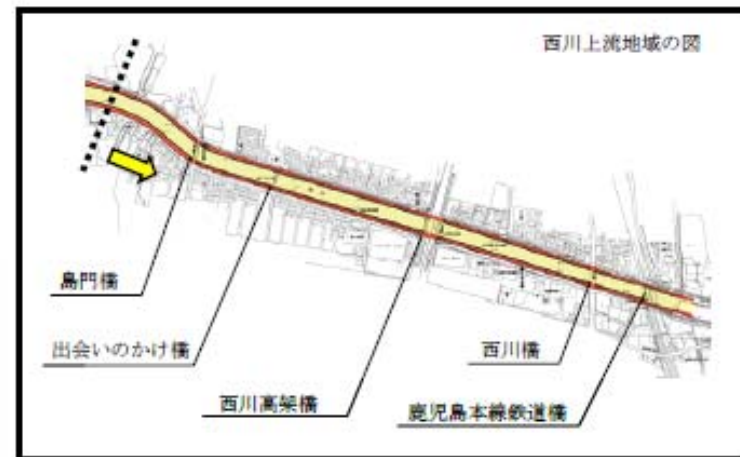 西川上流地域の図
島門橋
出会いのかけ橋
西川高架橋
西川橋
鹿児島本線鉄道橋